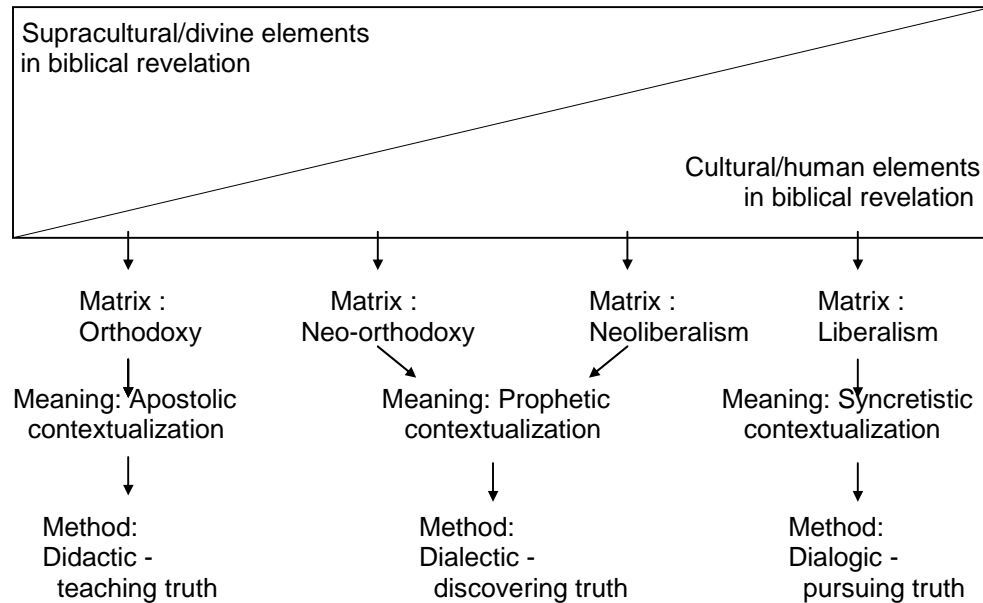 Supracultural/divine elements
in biblical revelation
Cultural/human elements
in biblical revelation
Matrix :
Orthodoxy
Matrix :
Neo-orthodoxy
Matrix :
Neoliberalism
Matrix :
Liberalism
Meaning: Apostolic
contextualization
Meaning: Prophetic
contextualization
Meaning: Syncretistic
contextualization
Method:
Didactic -
teaching truth
Method:
Dialectic -
discovering truth
Method:
Dialogic -
pursuing truth